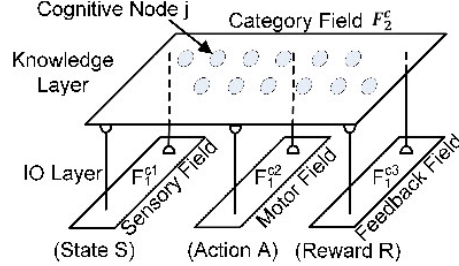 Cognitive Node j
Category Field F₂ᶜ
Knowledge
Layer
IO Layer
F₁ᶜ¹
Sensory Field
F₁ᶜ²
Motor Field
F₁ᶜ³
Feedback Field
(State S)
(Action A)
(Reward R)